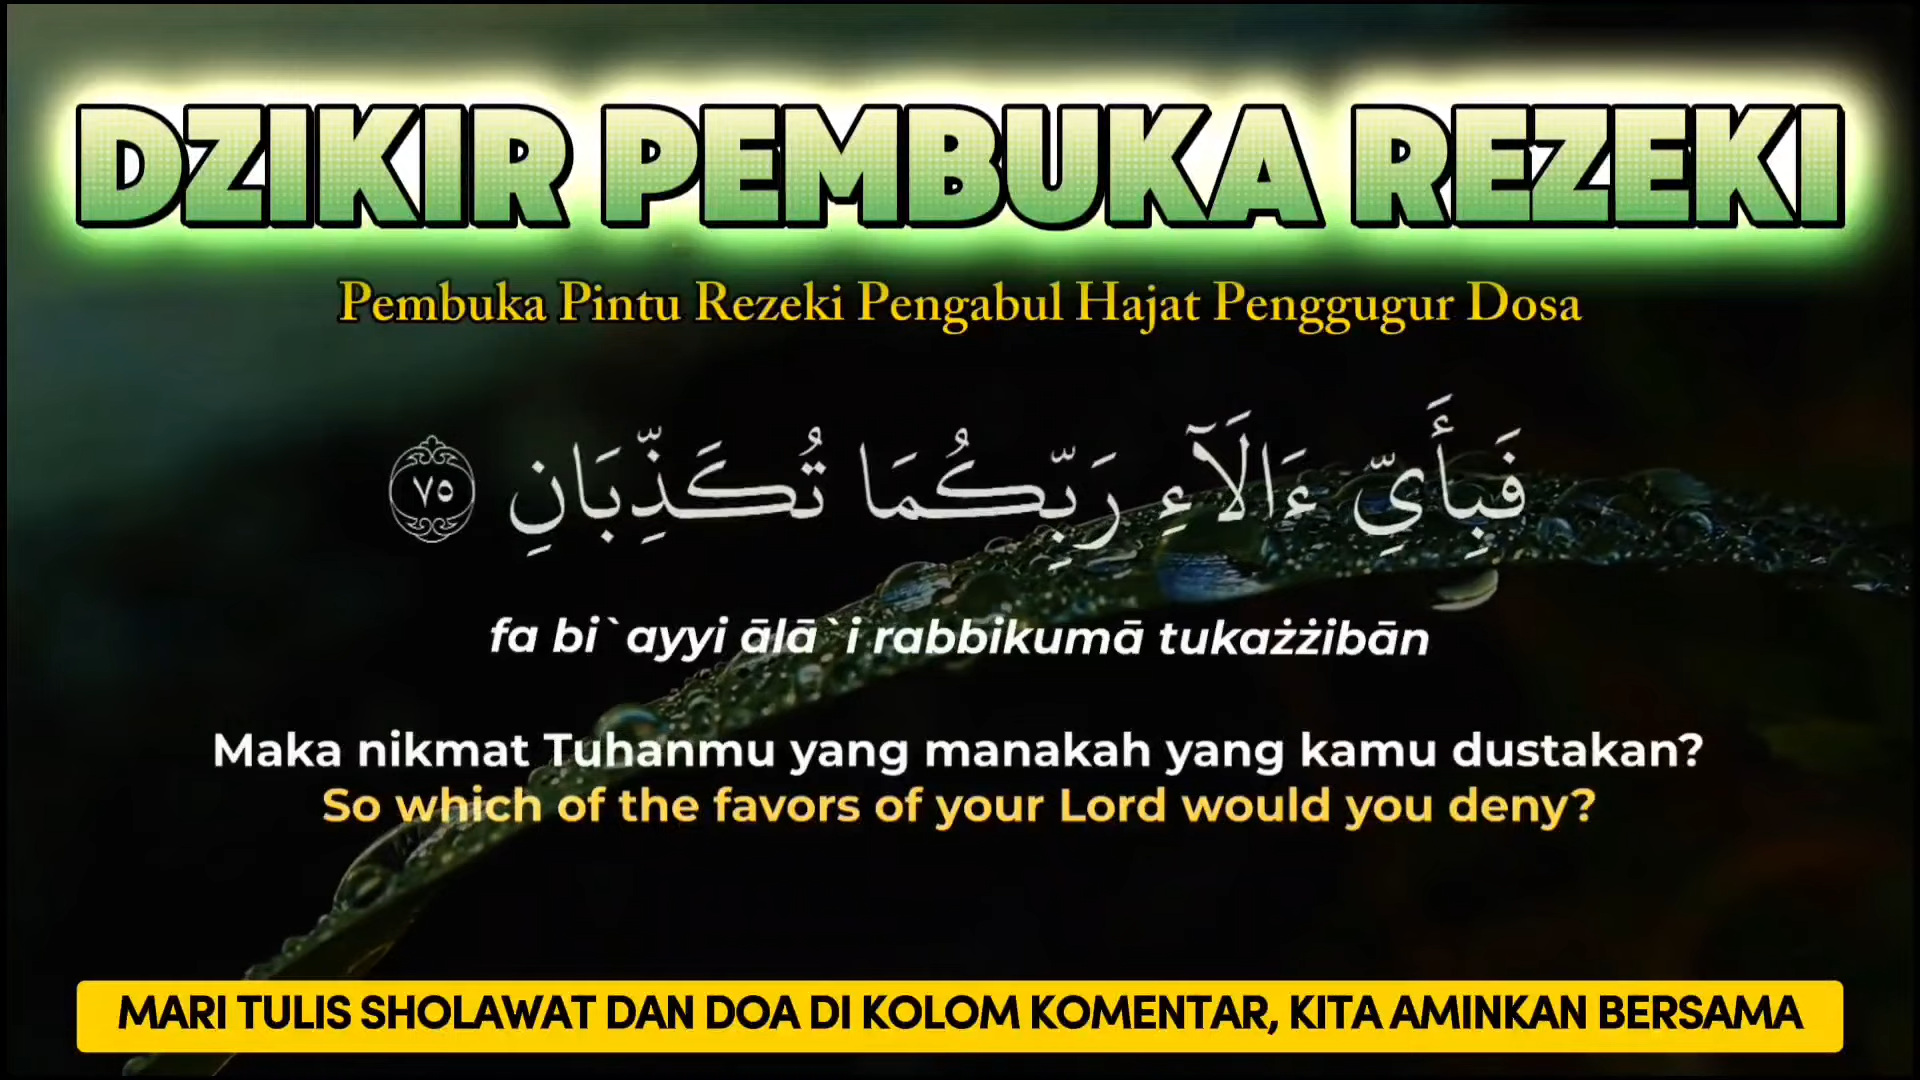 DZIKIR PEMBUKA REZEKI
Pembuka Pintu Rezeki Pengabul Hajat Penggugur Dosa
فَبِأَيِّ ءَالَآءِ رَبِّكُمَا تُكَذِّبَانِ ٧٥
fa bi`ayyi ālā`i rabbikumā tukażżibān
Maka nikmat Tuhanmu yang manakah yang kamu dustakan?
So which of the favors of your Lord would you deny?
MARI TULIS SHOLAWAT DAN DOA DI KOLOM KOMENTAR, KITA AMINKAN BERSAMA